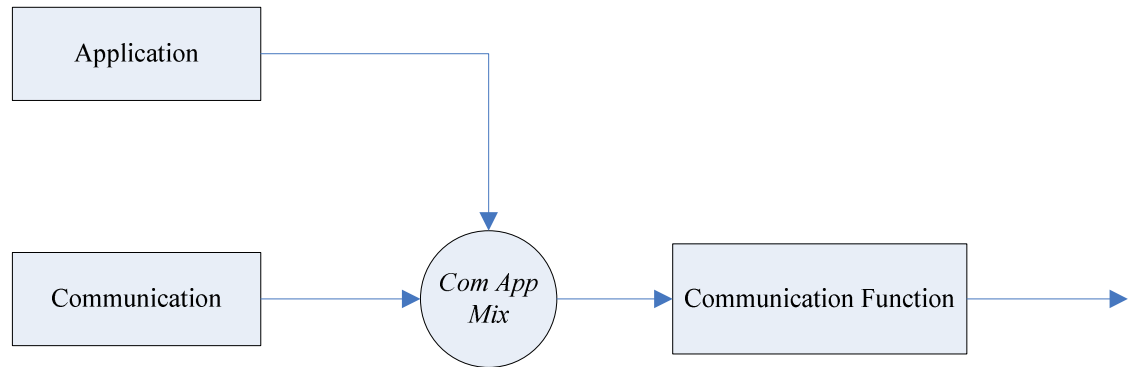 Application
Communication
Com App
Mix
Communication Function